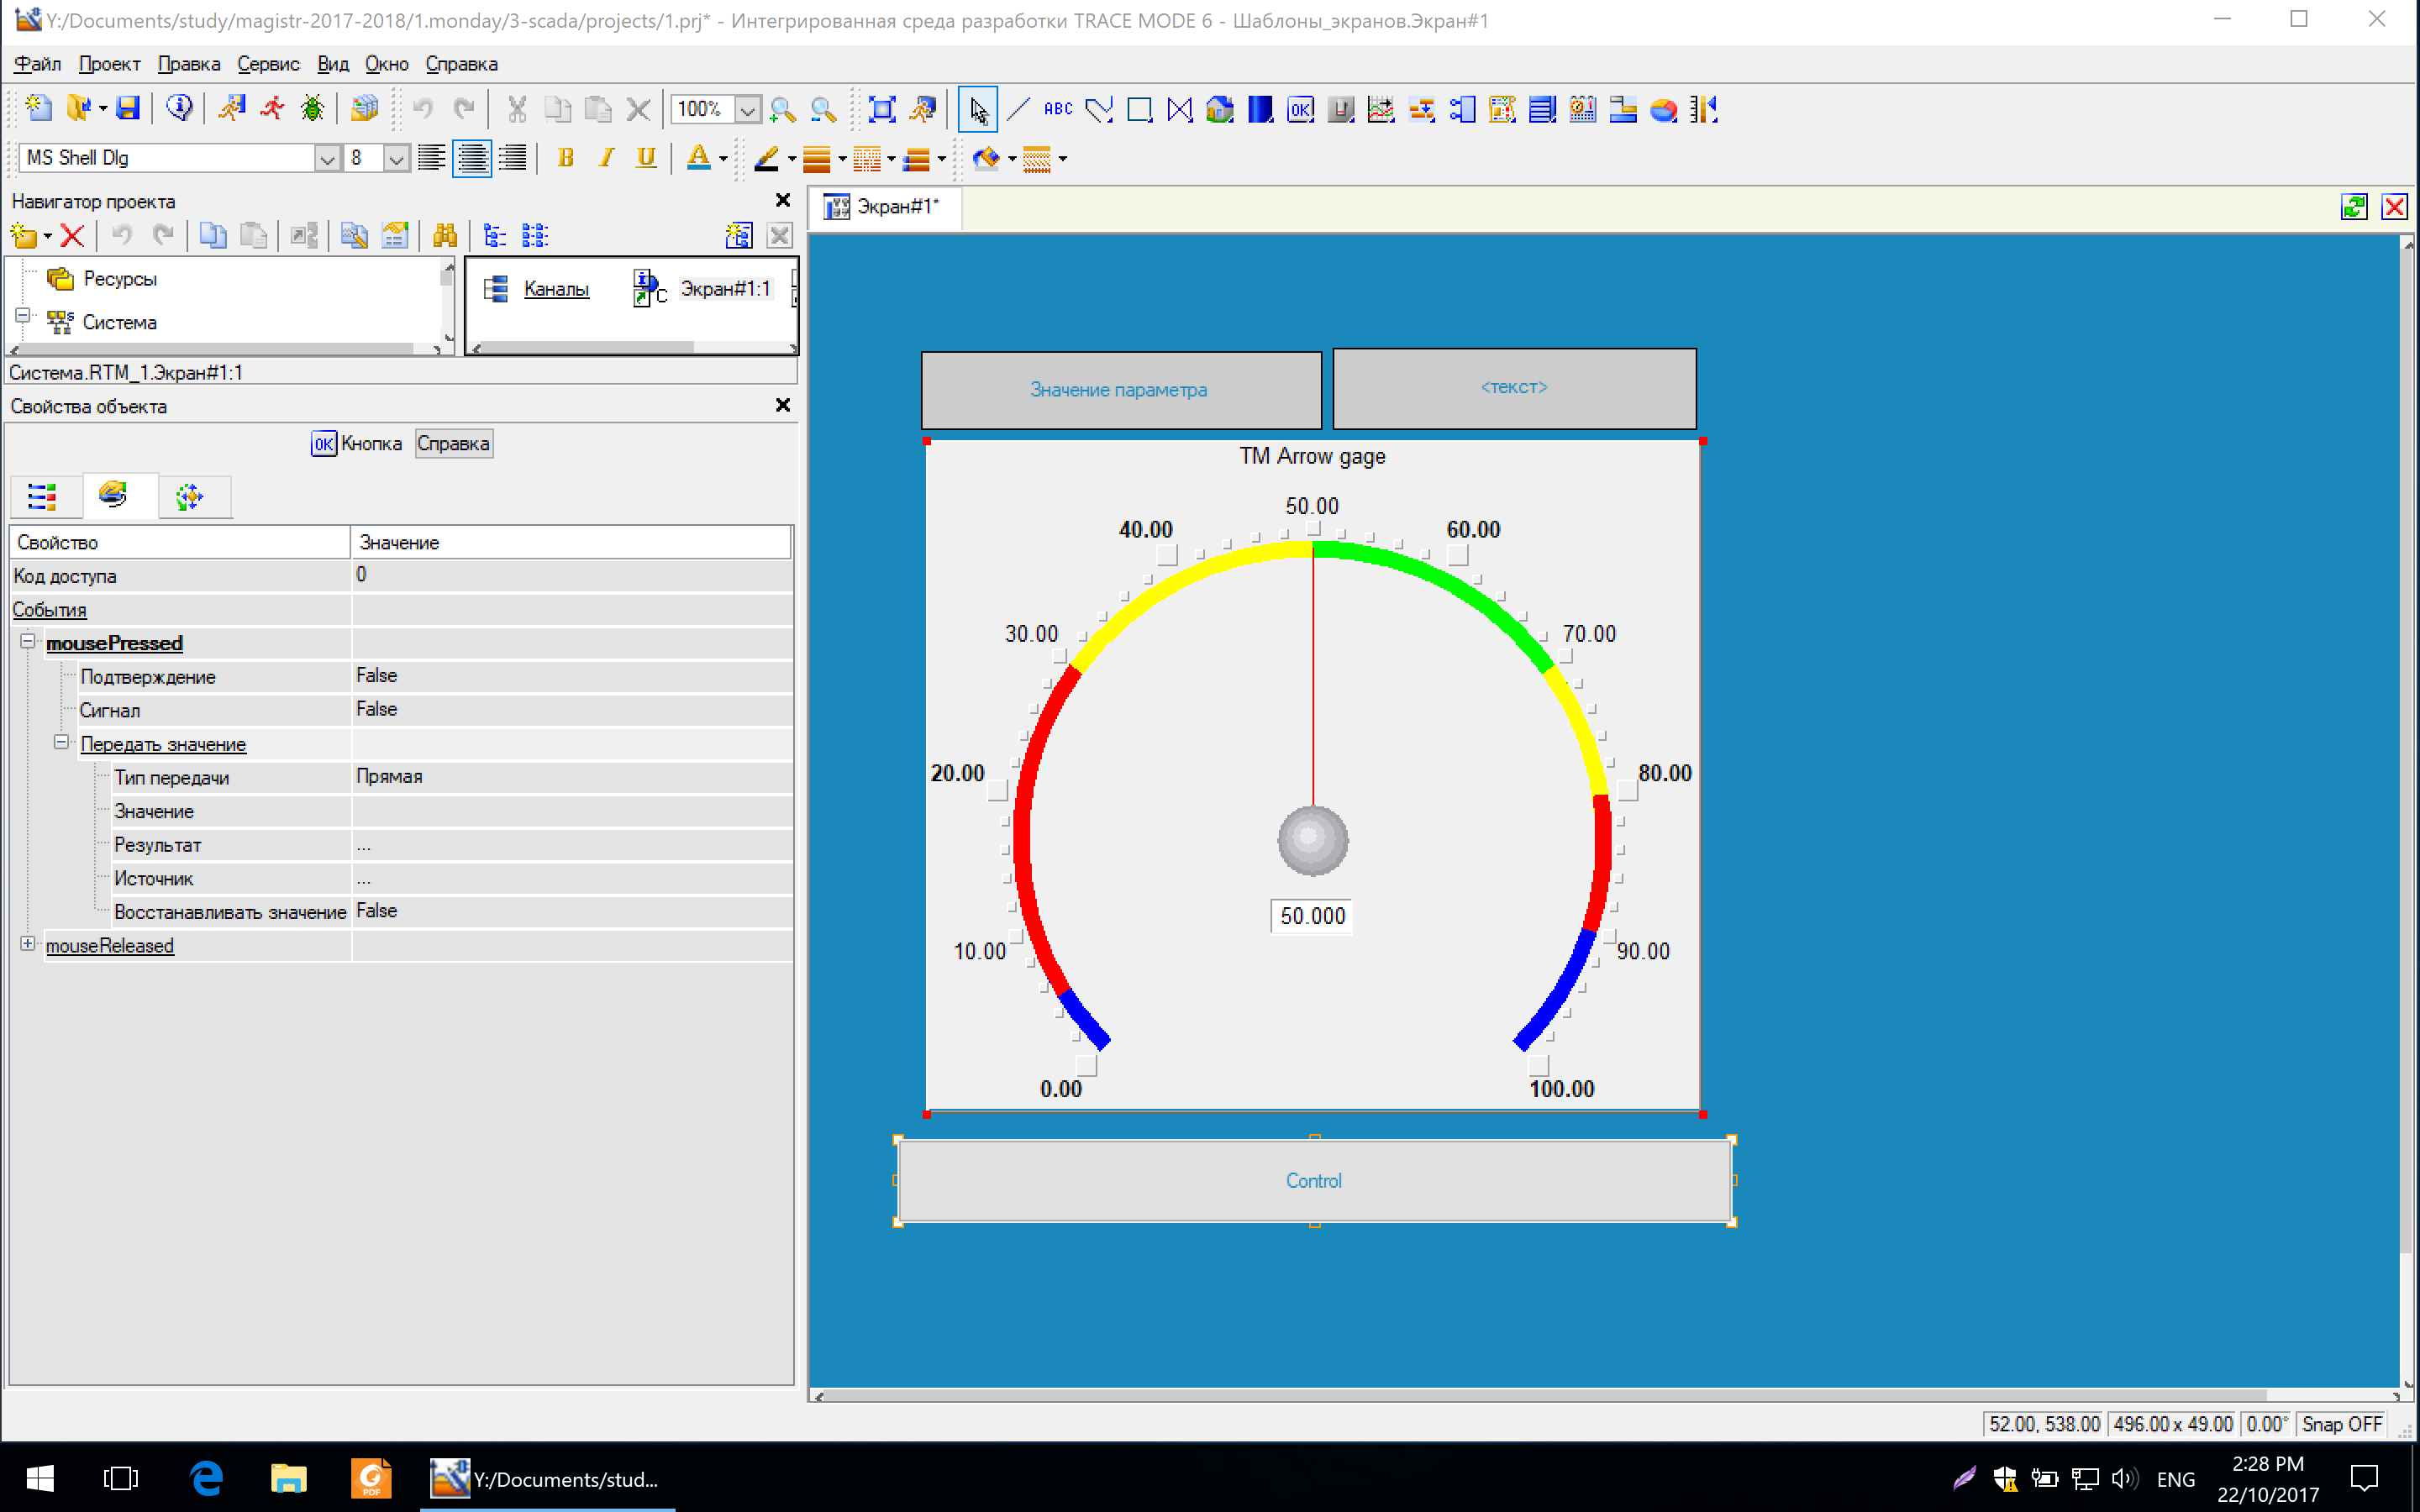 Y:/Documents/study/magistr-2017-2018/1.monday/3-scada/projects/1.prj* - Интегрированная среда разработки TRACE MODE 6 - Шаблоны_экранов.Экран#1
Файл Проект Правка Сервис Вид Окно Справка
100% ABC OK
MS Shell Dlg 8 B I U A
Навигатор проекта
Экран#1*
Ресурсы
Система
Каналы
C Экран#1:1
Система.RTM_1.Экран#1:1
Свойства объекта
OK Кнопка Справка
Свойство Значение
Код доступа 0
События
mousePressed
Подтверждение False
Сигнал False
Передать значение
Тип передачи Прямая
Значение
Результат ...
Источник ...
Восстанавливать значение False
mouseReleased
Значение параметра
<текст>
TM Arrow gage
50.00
40.00 60.00
30.00 70.00
20.00 80.00
50.000
10.00 90.00
0.00 100.00
Control
52.00, 538.00 496.00 x 49.00 0.00° Snap OFF
PDF
Y:/Documents/stud...
ENG
2:28 PM
22/10/2017